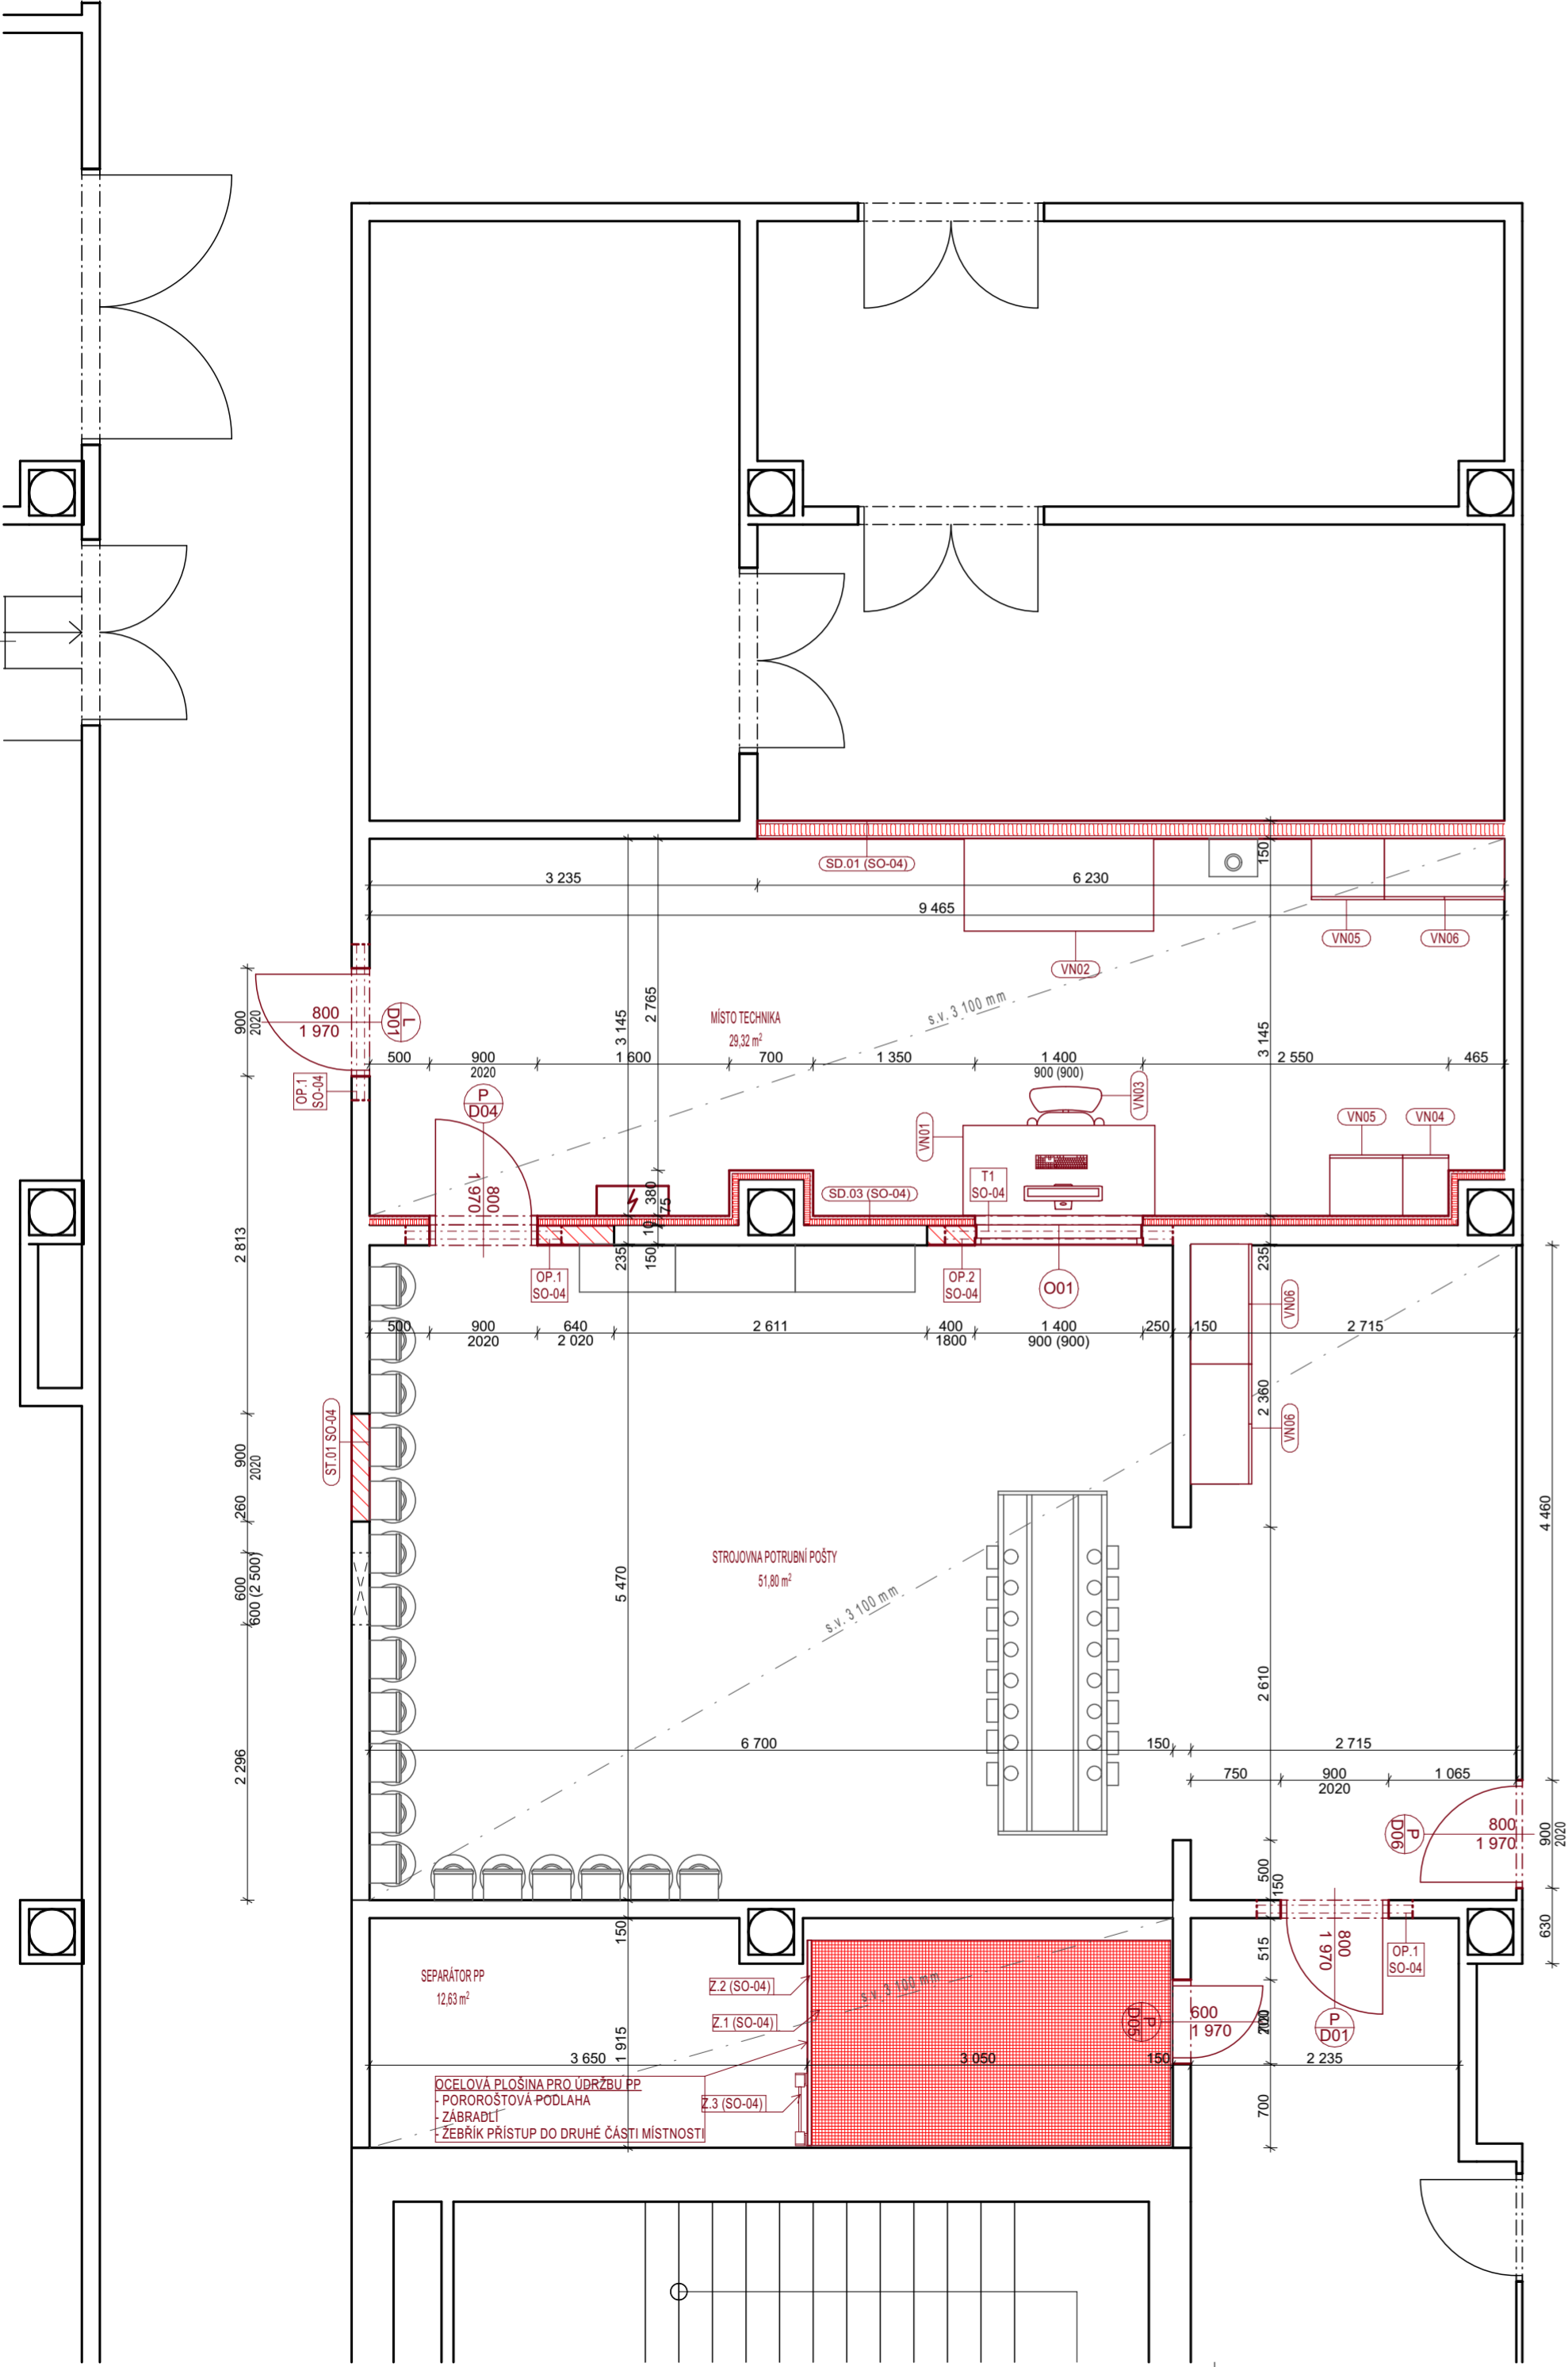 150
SD.01 (SO-04)
3 235
6 230
9 465
VN05
VN06
VN02
900
2020
800
1 970
L
D01
3 145
2 765
MÍSTO TECHNIKA
29,32 m²
s.v. 3 100 mm
3 145
500
900
2020
1 600
700
1 350
1 400
900 (900)
2 550
465
OP.1
SO-04
P
D04
VN03
VN01
VN05
VN04
800
1 970
380
75
SD.03 (SO-04)
T1
SO-04
2 813
235
10
150
235
OP.1
SO-04
OP.2
SO-04
O01
VN06
500
900
2020
640
2 020
2 611
400
1800
1 400
900 (900)
250
150
2 715
2 360
VN06
ST.01 SO-04
900
2020
260
4 460
600
600 (2 500)
STROJOVNA POTRUBNÍ POŠTY
51,80 m²
5 470
s.v. 3 100 mm
2 610
2 296
6 700
150
2 715
750
900
2020
1 065
P
D06
800
1 970
900
2020
500
150
150
515
800
1 970
OP.1
SO-04
630
SEPARÁTOR PP
12,63 m²
Z.2 (SO-04)
s.v. 3 100 mm
Z.1 (SO-04)
P
D05
600
1 970
P
D01
3 650
1 915
3 050
150
2 235
OCELOVÁ PLOŠINA PRO ÚDRŽBU PP
- POROROŠTOVÁ PODLAHA
- ZÁBRADLÍ
- ŽEBŘÍK PŘÍSTUP DO DRUHÉ ČÁSTI MÍSTNOSTI
Z.3 (SO-04)
700